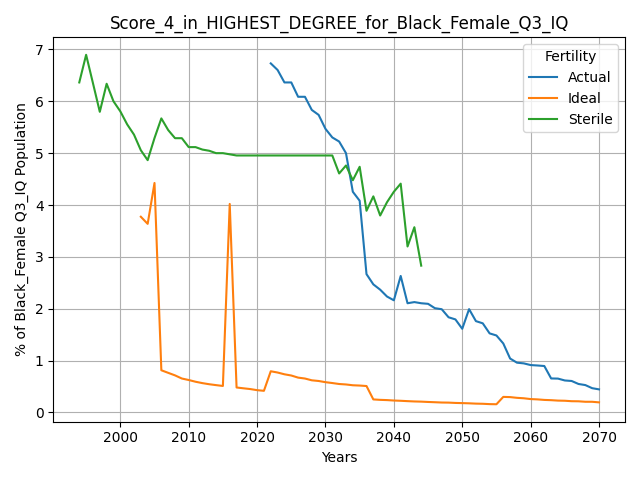 Score_4_in_HIGHEST_DEGREE_for_Black_Female_Q3_IQ
% of Black_Female Q3_IQ Population
7
6
5
4
3
2
1
0
Fertility
Actual
Ideal
Sterile
2000 2010 2020 2030 2040 2050 2060 2070
Years